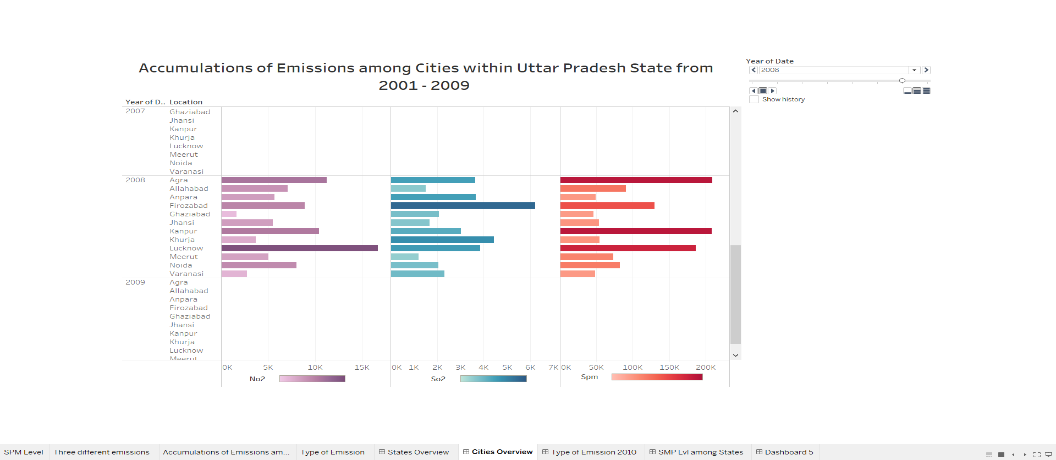 Accumulations of Emissions among Cities within Uttar Pradesh State from
2001 - 2009
Year of Date
2008
Show history
Year of D... Location
2007 Ghaziabad
Jhansi
Kanpur
Khurja
Lucknow
Meerut
Noida
Varanasi
2008 Agra
Allahabad
Anpara
Firozabad
Ghaziabad
Jhansi
Kanpur
Khurja
Lucknow
Meerut
Noida
Varanasi
2009 Agra
Allahabad
Anpara
Firozabad
Ghaziabad
Jhansi
Kanpur
Khurja
Lucknow
Meerut
0K 5K 10K 15K 0K 1K 2K 3K 4K 5K 6K 7K 0K 50K 100K 150K 200K
No2 So2 Spm
SPM Level Three different emissions Accumulations of Emissions am... Type of Emission States Overview Cities Overview Type of Emission 2010 SMP Lvl among States Dashboard 5